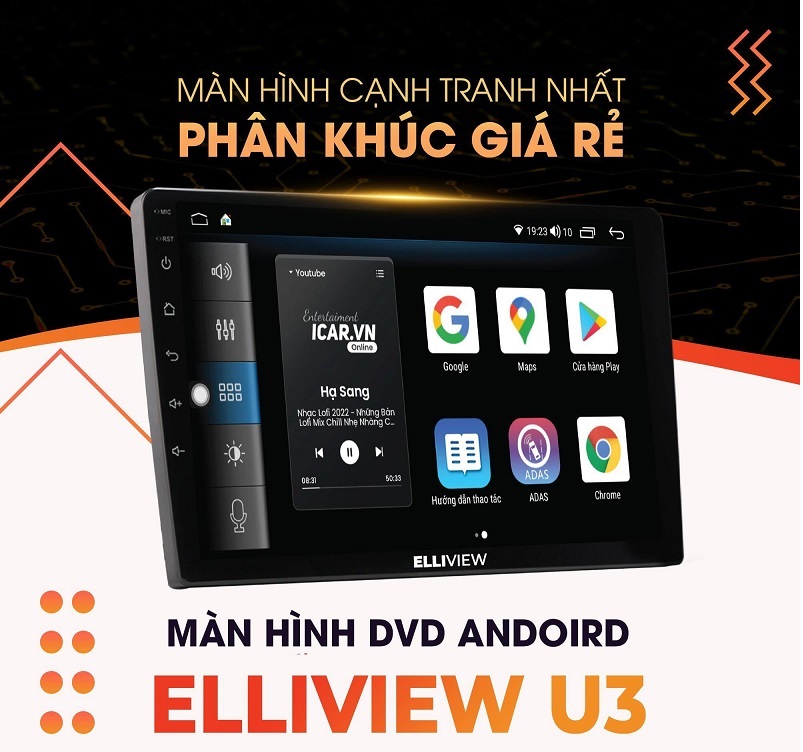 MÀN HÌNH CẠNH TRANH NHẤT
PHÂN KHÚC GIÁ RẺ
MIC
RST
19:23
10
Youtube
Entertaiment
ICAR.VN
Online
Hạ Sang
Nhạc Lofi 2022 - Những Bản
Lofi Mix Chill Nhẹ Nhàng C...
08:31
50:33
Google
Maps
Cửa hàng Play
Hướng dẫn thao tác
ADAS
ADAS
Chrome
ELLIVIEW
MÀN HÌNH DVD ANDOIRD
ELLIVIEW U3